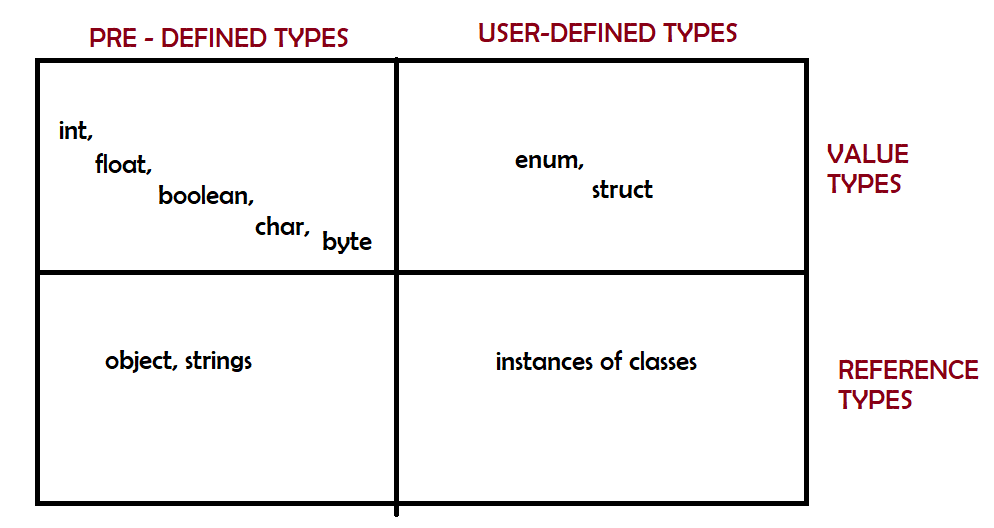 PRE - DEFINED TYPES
USER-DEFINED TYPES
int,
float,
boolean,
char,
byte
enum,
struct
VALUE
TYPES
object, strings
instances of classes
REFERENCE
TYPES